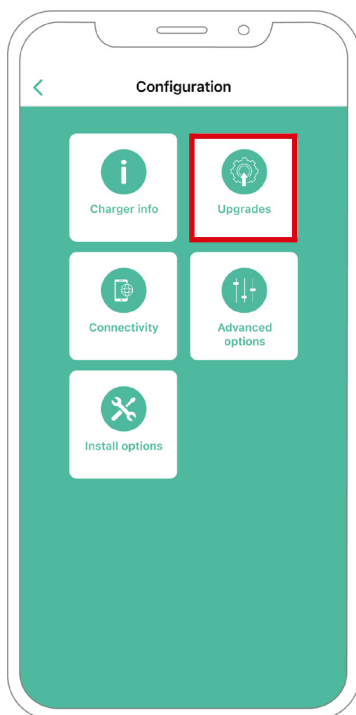 Configuration
Charger info
Upgrades
Connectivity
Advanced
options
Install options